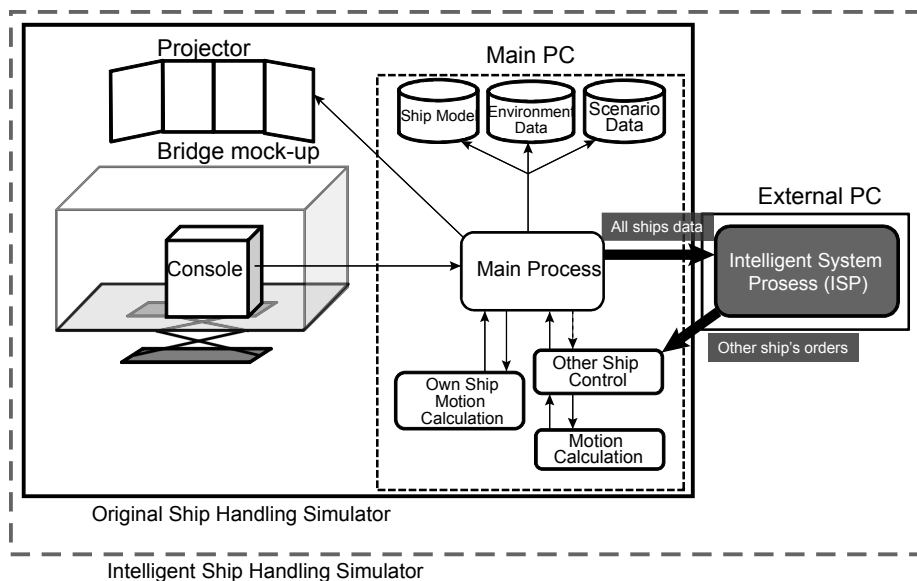 Projector
Main PC
Ship Model
Environment
Data
Scenario
Data
Bridge mock-up
External PC
All ships data
Console
Main Process
Intelligent System
Prosess (ISP)
Other ship's orders
Other Ship
Control
Own Ship
Motion
Calculation
Motion
Calculation
Original Ship Handling Simulator
Intelligent Ship Handling Simulator